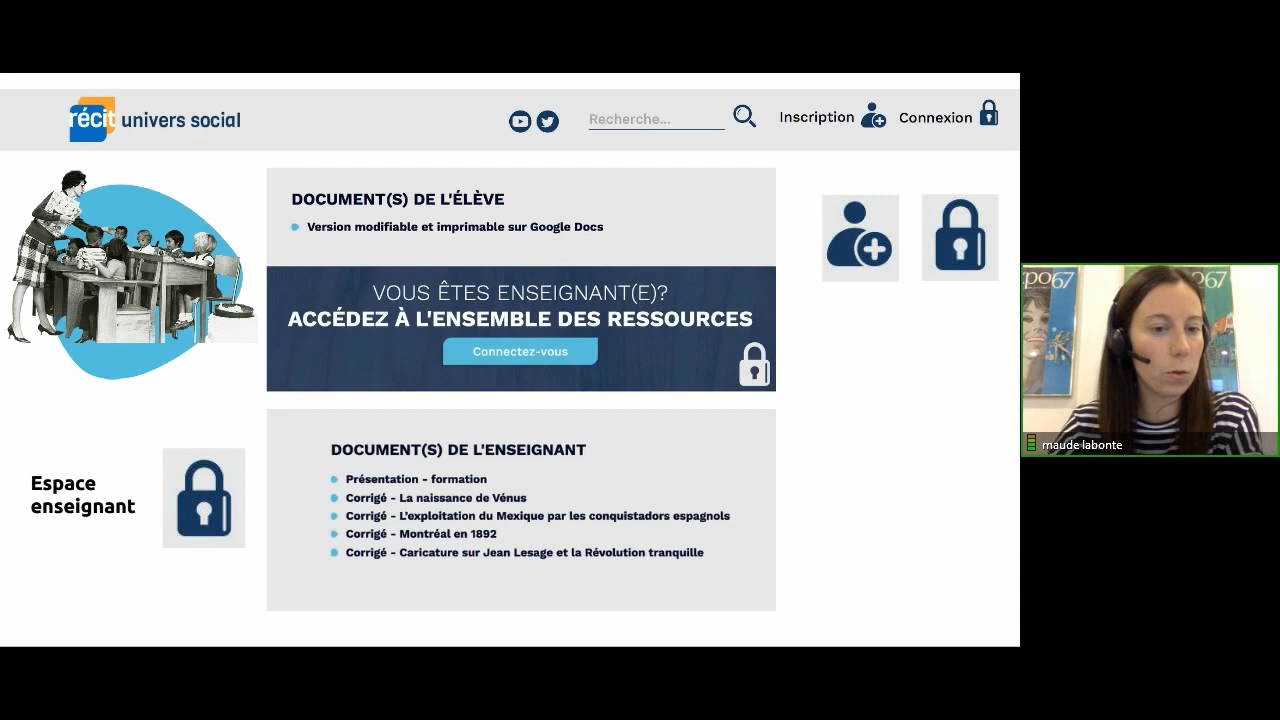 récit univers social
Recherche...
Inscription
Connexion
DOCUMENT(S) DE L'ÉLÈVE
Version modifiable et imprimable sur Google Docs
VOUS ÊTES ENSEIGNANT(E)?
ACCÉDEZ À L'ENSEMBLE DES RESSOURCES
Connectez-vous
Espace
enseignant
DOCUMENT(S) DE L'ENSEIGNANT
Présentation - formation
Corrigé - La naissance de Vénus
Corrigé - L'exploitation du Mexique par les conquistadors espagnols
Corrigé - Montréal en 1892
Corrigé - Caricature sur Jean Lesage et la Révolution tranquille
po67
67
maude labonte